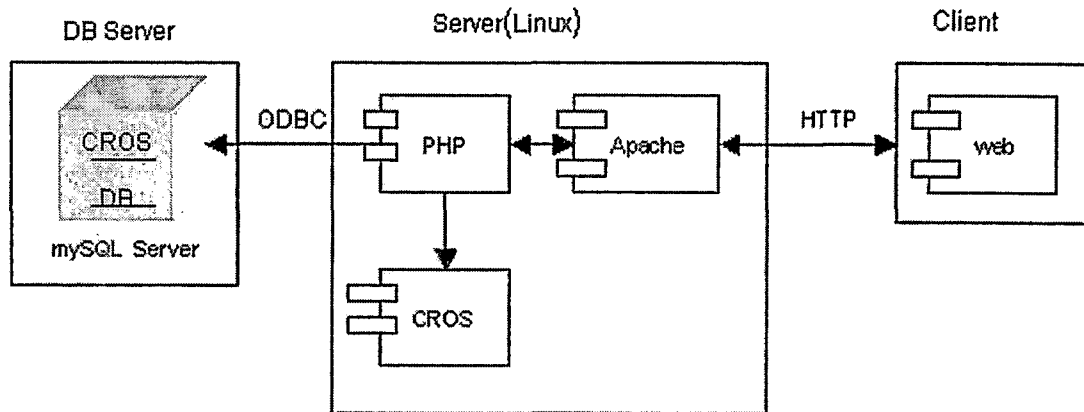 DB Server
Server(Linux)
Client
CROS
DB
mySQL Server
ODBC
PHP
Apache
CROS
HTTP
web